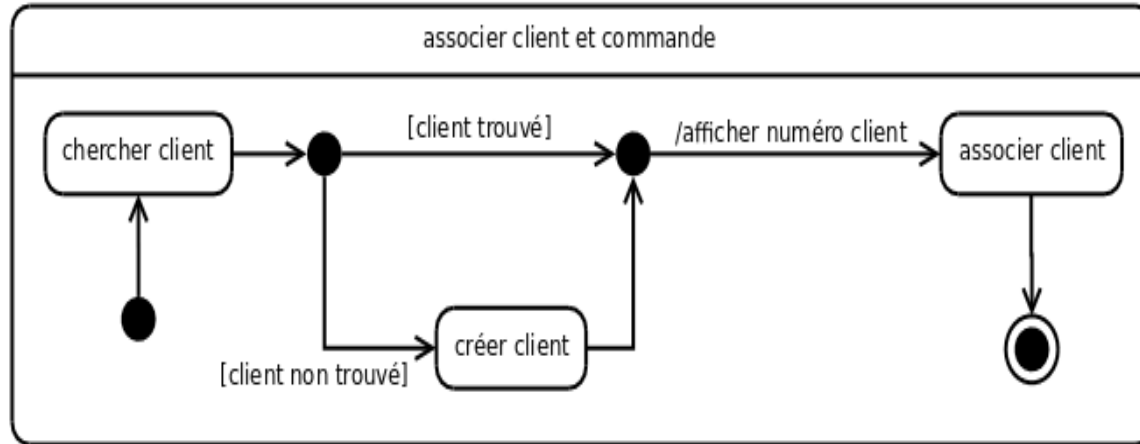 associer client et commande
[client trouvé]
/afficher numéro client
chercher client
associer client
créer client
[client non trouvé]